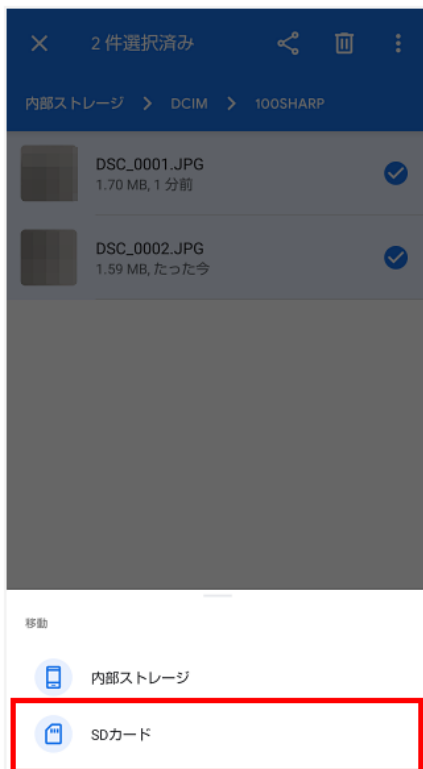 2 件選択済み
内部ストレージ > DCIM > 100SHARP
DSC_0001.JPG
1.70 MB, 1 分前
DSC_0002.JPG
1.59 MB, たった今
移動
内部ストレージ
SDカード